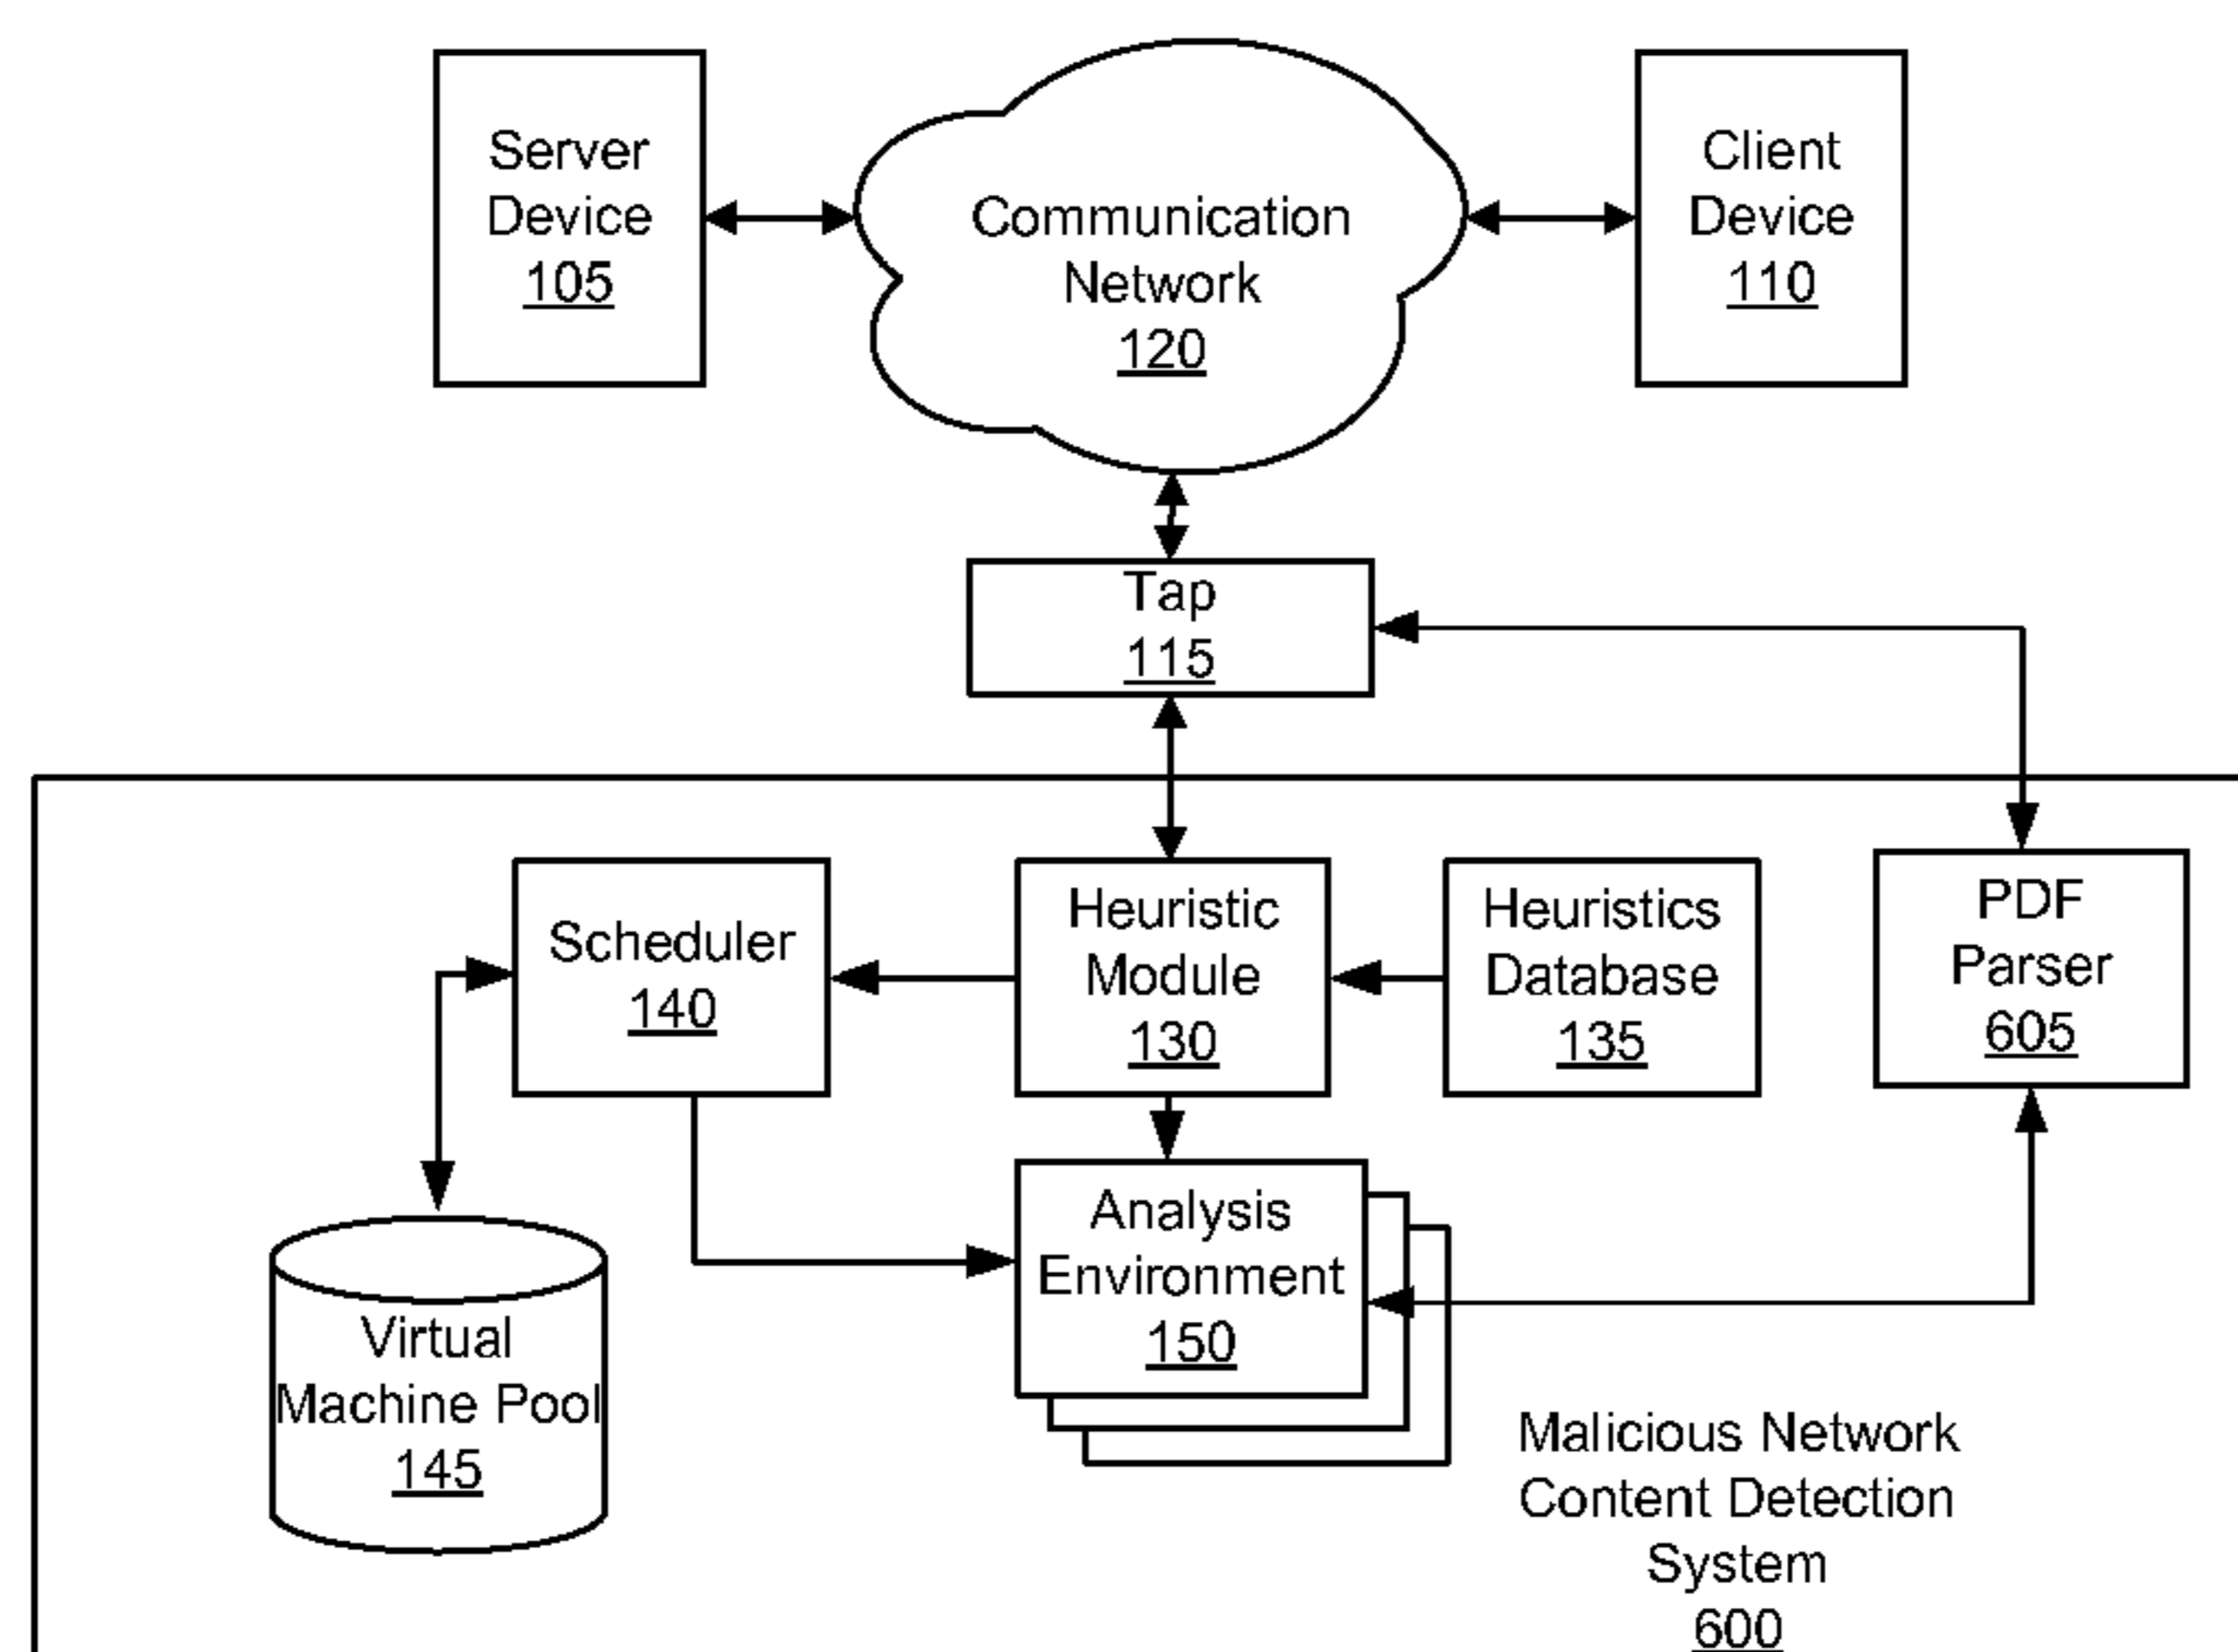 Server
Device
105
Communication
Network
120
Client
Device
110
Tap
115
Scheduler
140
Heuristic
Module
130
Heuristics
Database
135
PDF
Parser
605
Virtual
Machine Pool
145
Analysis
Environment
150
Malicious Network
Content Detection
System
600